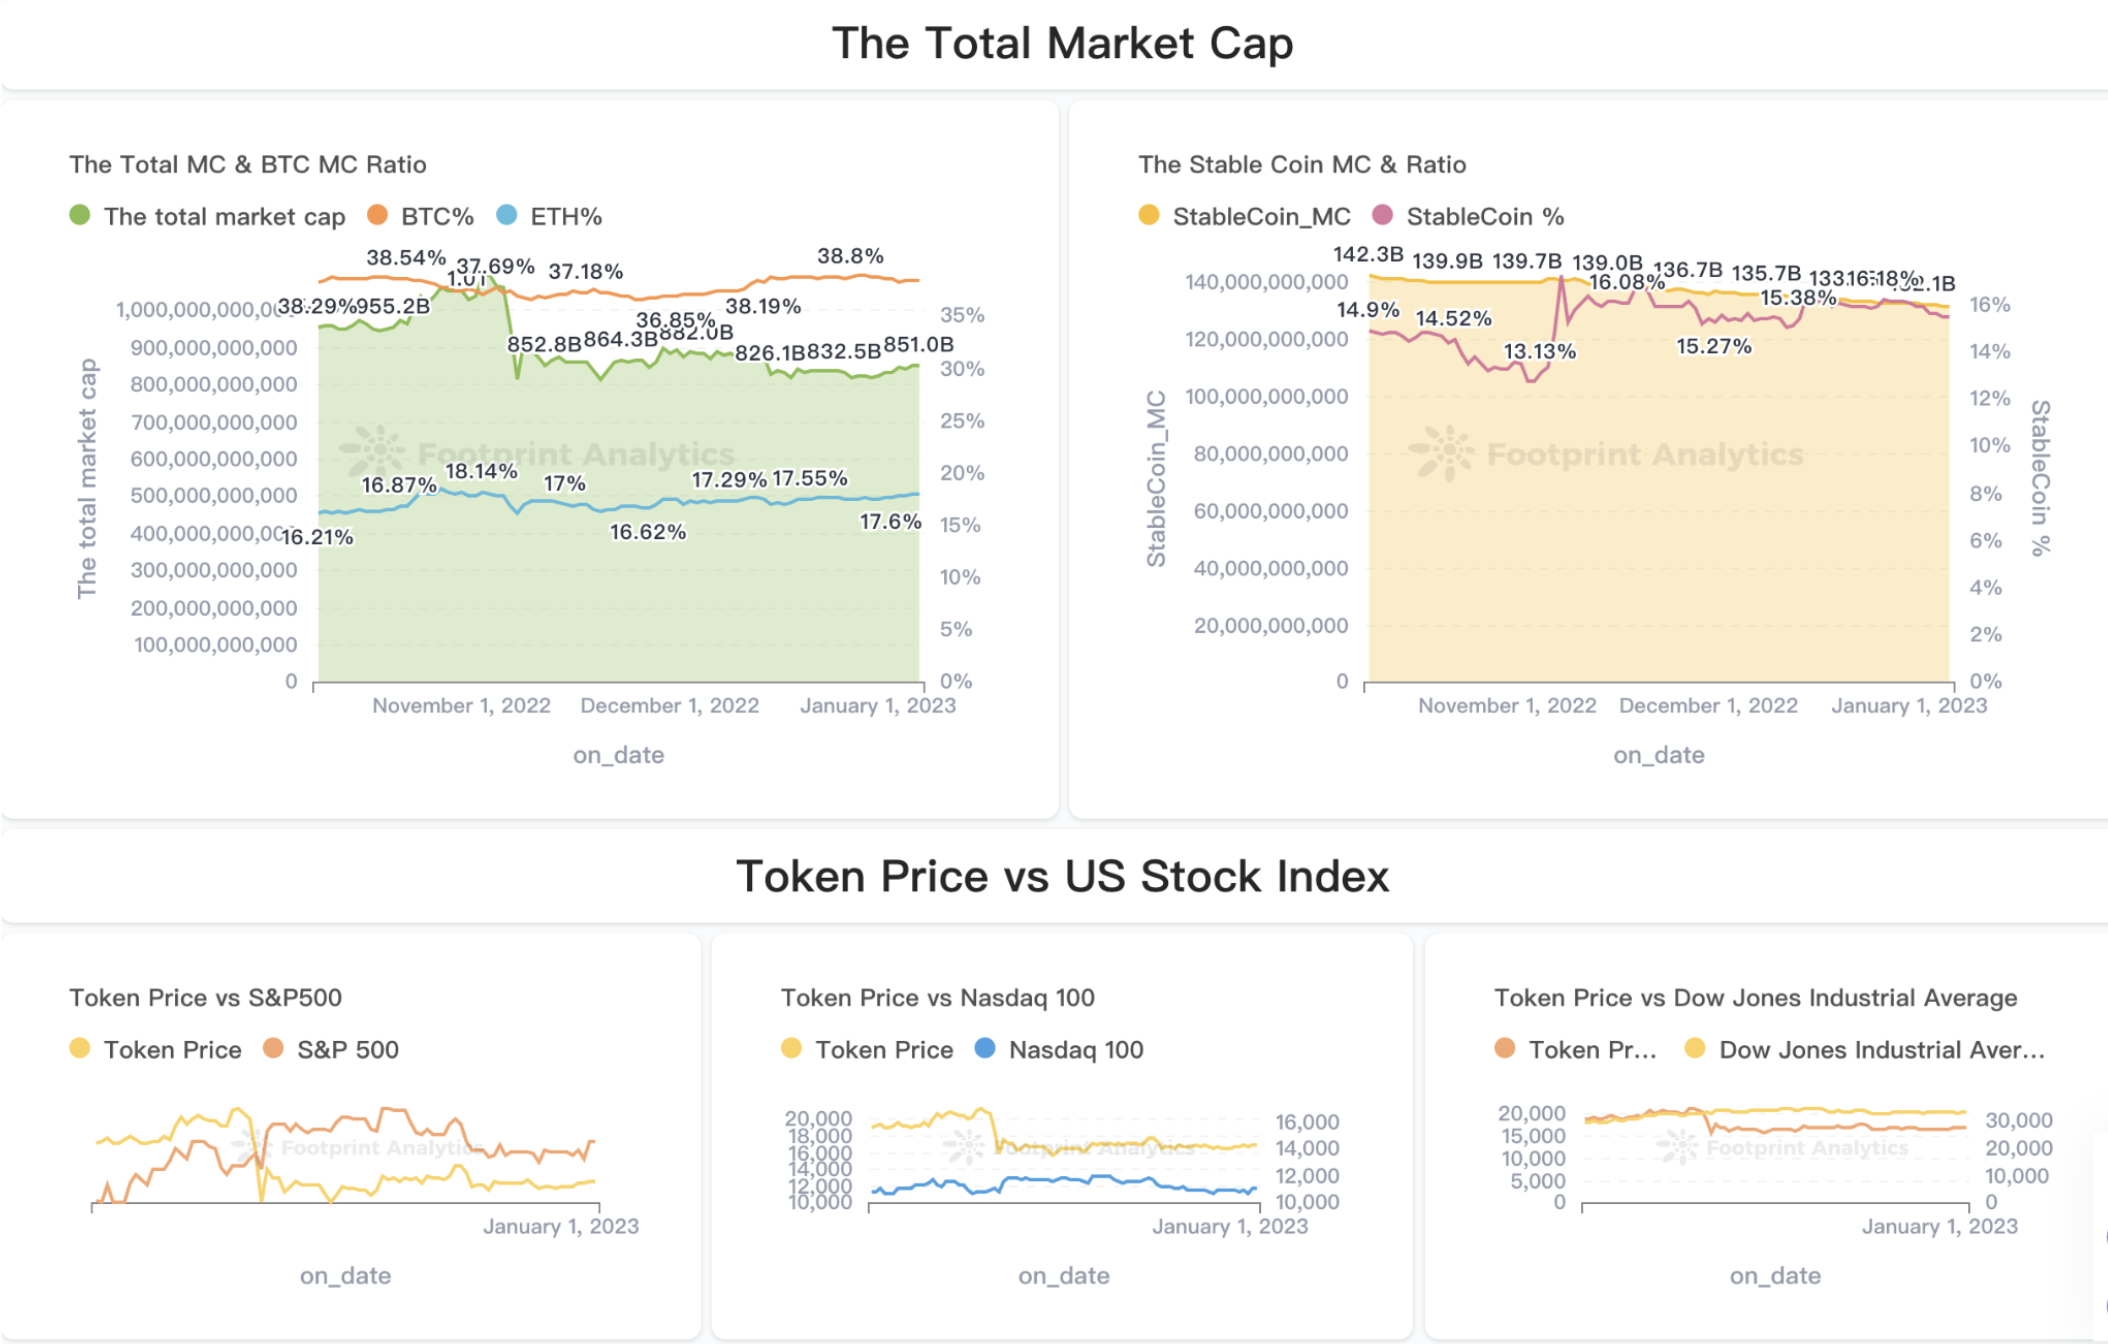 The Total Market Cap
The Total MC & BTC MC Ratio
The total market cap BTC% ETH%
38.54% 37.69% 37.18% 38.8%
38.29% 955.2B 36.85% 38.19%
852.8B 864.3B 882.0B 826.1B 832.5B 851.0B
16.87% 18.14% 17% 17.29% 17.55%
16.21% 16.62% 17.6%
The total market cap
900,000,000,000
800,000,000,000
700,000,000,000
600,000,000,000
500,000,000,000
300,000,000,000
200,000,000,000
100,000,000,000
0
35%
30%
25%
20%
15%
10%
5%
0%
Footprint Analytics
November 1, 2022 December 1, 2022 January 1, 2023
on_date
The Stable Coin MC & Ratio
StableCoin_MC StableCoin %
142.3B 139.9B 139.7B 139.0B 136.7B 135.7B
14.9% 14.52% 13.13% 16.08% 15.27% 15.38%
StableCoin_MC
140,000,000,000
120,000,000,000
100,000,000,000
80,000,000,000
60,000,000,000
40,000,000,000
20,000,000,000
0
16%
14%
12%
10%
8%
6%
4%
2%
0%
StableCoin %
Footprint Analytics
November 1, 2022 December 1, 2022 January 1, 2023
on_date
Token Price vs US Stock Index
Token Price vs S&P500
Token Price S&P 500
Footprint Analytics
January 1, 2023
on_date
Token Price vs Nasdaq 100
Token Price Nasdaq 100
20,000
18,000
16,000
14,000
12,000
10,000
16,000
14,000
12,000
10,000
Footprint Analytics
January 1, 2023
on_date
Token Price vs Dow Jones Industrial Average
Token Pr... Dow Jones Industrial Aver...
20,000
15,000
10,000
5,000
0
30,000
20,000
10,000
0
Footprint Analytics
January 1, 2023
on_date